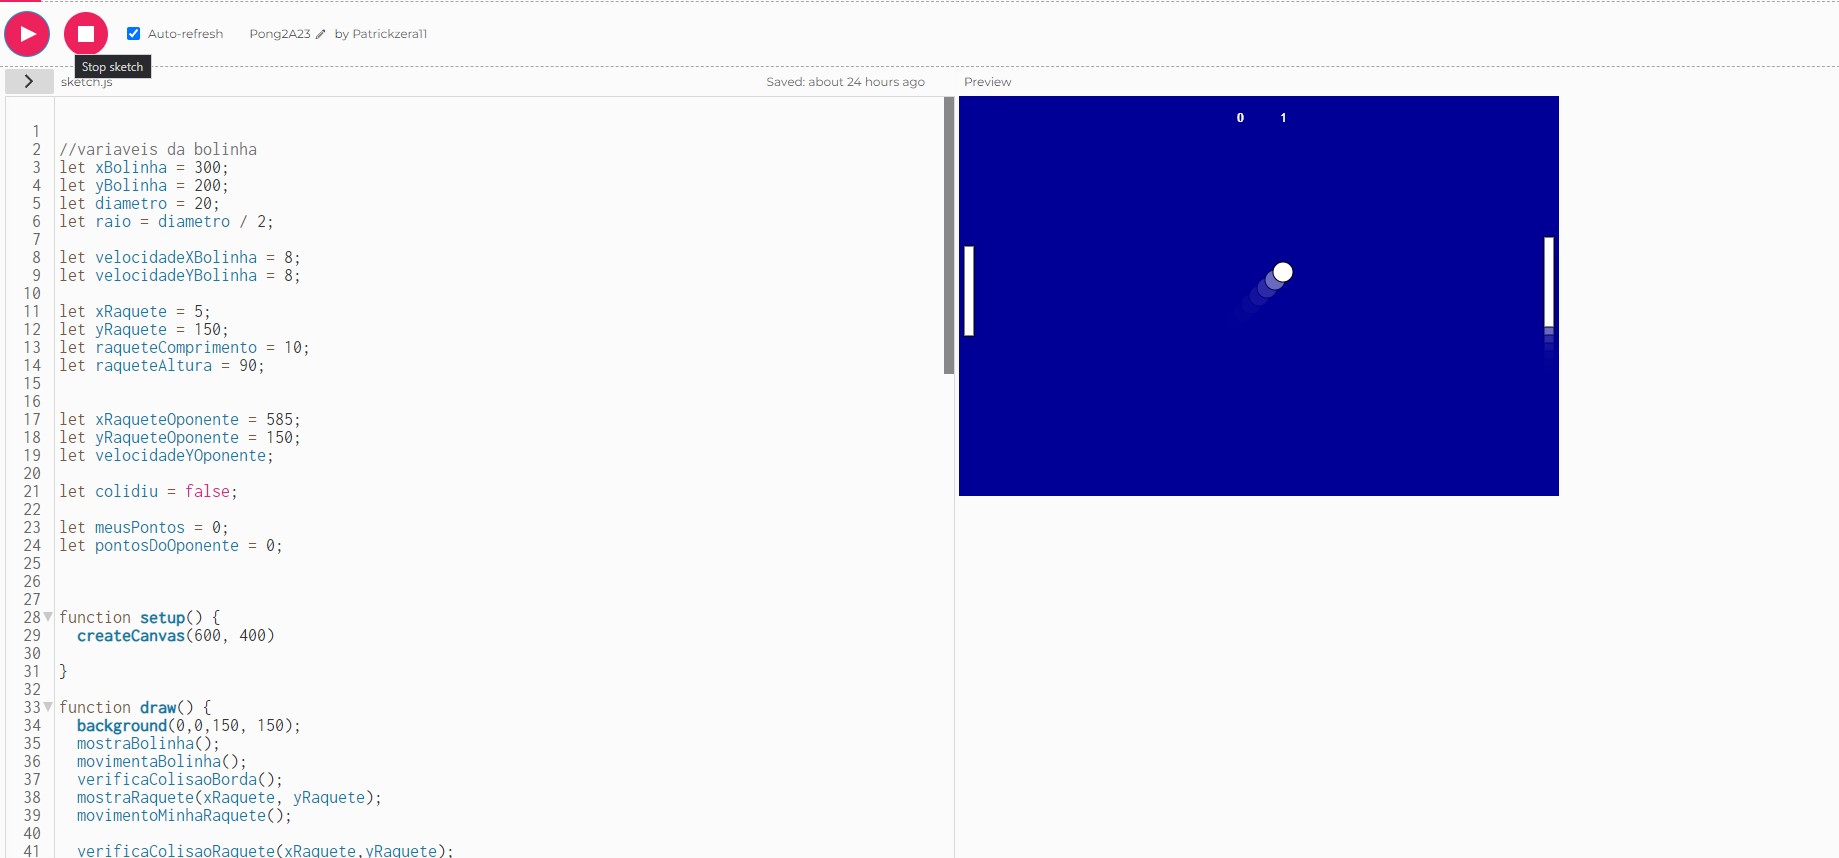 Auto-refresh Pong2A23 by Patrickzera11
Stop sketch
sketch.js Saved: about 24 hours ago Preview
0 1
1
2 //variaveis da bolinha
3 let xBolinha = 300;
4 let yBolinha = 200;
5 let diametro = 20;
6 let raio = diametro / 2;
7
8 let velocidadeXBolinha = 8;
9 let velocidadeYBolinha = 8;
10
11 let xRaquete = 5;
12 let yRaquete = 150;
13 let raqueteComprimento = 10;
14 let raqueteAltura = 90;
15
16
17 let xRaqueteOponente = 585;
18 let yRaqueteOponente = 150;
19 let velocidadeYOponente;
20
21 let colidiu = false;
22
23 let meusPontos = 0;
24 let pontosDoOponente = 0;
25
26
27
28 function setup() {
29 createCanvas(600, 400)
30
31 }
32
33 function draw() {
34 background(0,0,150, 150);
35 mostraBolinha();
36 movimentaBolinha();
37 verificaColisaoBorda();
38 mostraRaquete(xRaquete, yRaquete);
39 movimentoMinhaRaquete();
40
41 verificaColisaoRaquete(xRaquete,yRaquete);